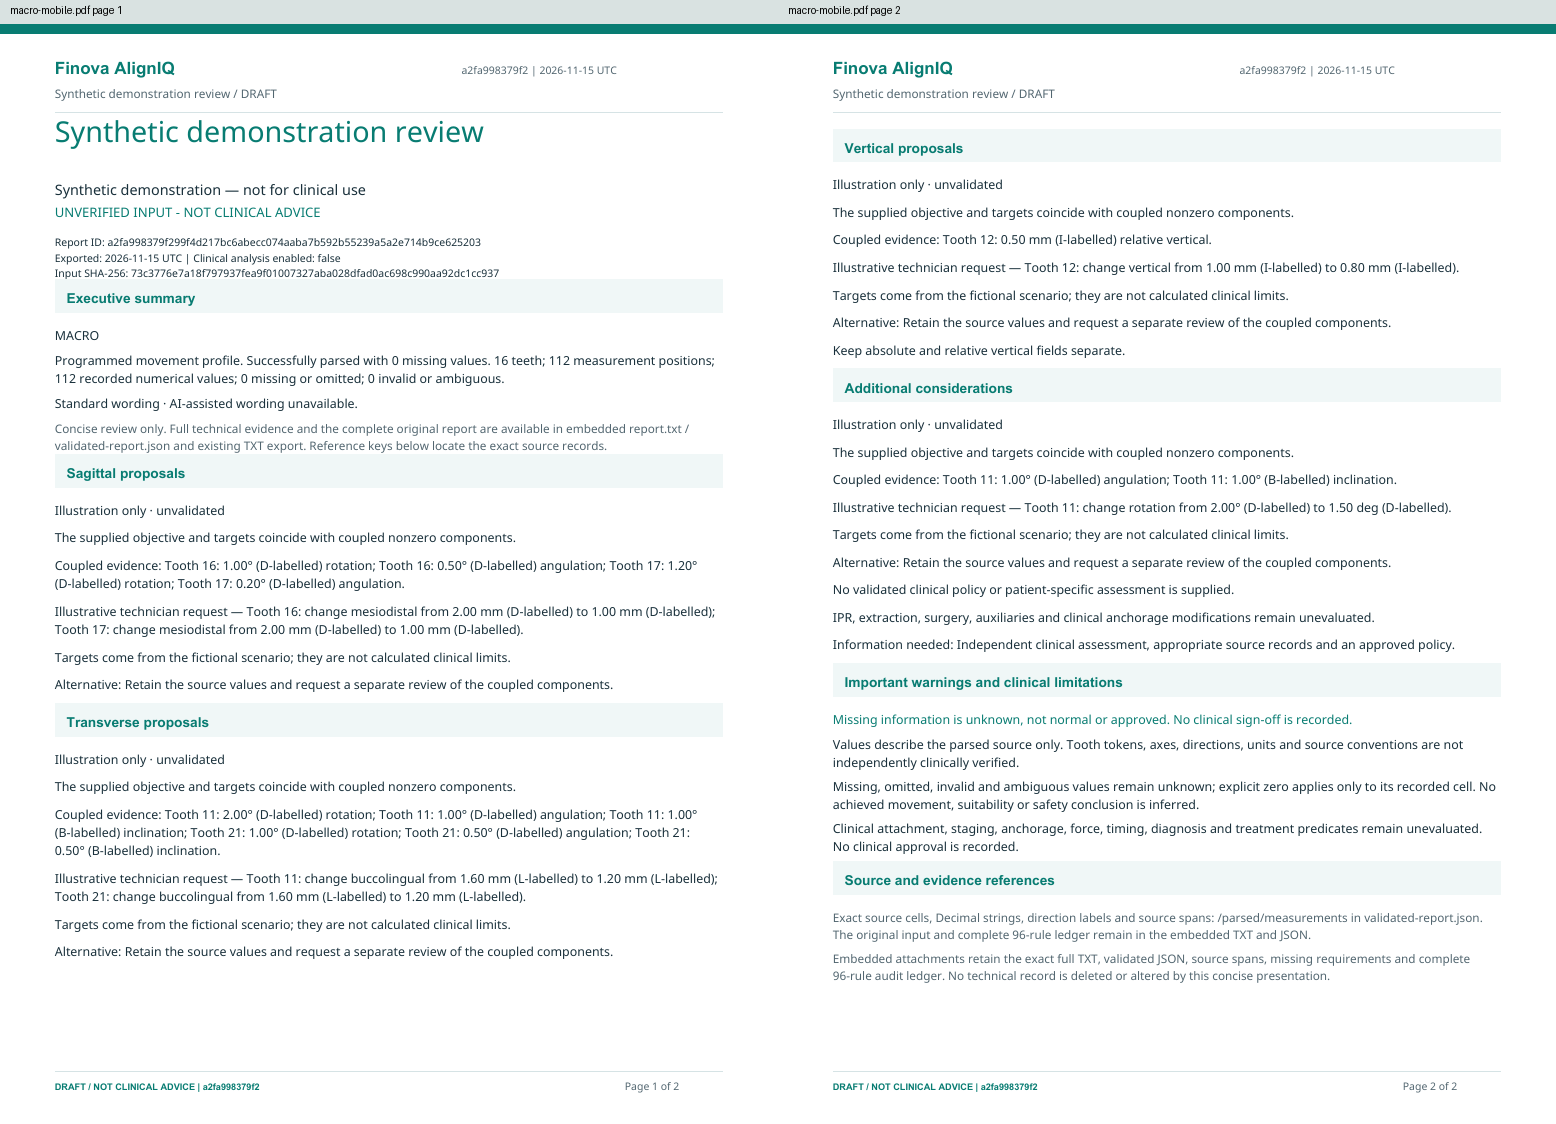 macro-mobile.pdf page 1
Finova AlignIQ
a2fa998379f2 | 2026-11-15 UTC
Synthetic demonstration review / DRAFT
Synthetic demonstration review
Synthetic demonstration — not for clinical use
UNVERIFIED INPUT - NOT CLINICAL ADVICE
Report ID: a2fa998379f299f4d217bc6abecc074aaba7b592b55239a5a2e714b9ce625203
Exported: 2026-11-15 UTC | Clinical analysis enabled: false
Input SHA-256: 73c3776e7a18f797937fea9f01007327aba028dfad0ac698c990aa92dc1cc937
Executive summary
MACRO
Programmed movement profile. Successfully parsed with 0 missing values. 16 teeth; 112 measurement positions;
112 recorded numerical values; 0 missing or omitted; 0 invalid or ambiguous.
Standard wording · AI-assisted wording unavailable.
Concise review only. Full technical evidence and the complete original report are available in embedded report.txt /
validated-report.json and existing TXT export. Reference keys below locate the exact source records.
Sagittal proposals
Illustration only · unvalidated
The supplied objective and targets coincide with coupled nonzero components.
Coupled evidence: Tooth 16: 1.00° (D-labelled) rotation; Tooth 16: 0.50° (D-labelled) angulation; Tooth 17: 1.20°
(D-labelled) rotation; Tooth 17: 0.20° (D-labelled) angulation.
Illustrative technician request — Tooth 16: change mesiodistal from 2.00 mm (D-labelled) to 1.00 mm (D-labelled);
Tooth 17: change mesiodistal from 2.00 mm (D-labelled) to 1.00 mm (D-labelled).
Targets come from the fictional scenario; they are not calculated clinical limits.
Alternative: Retain the source values and request a separate review of the coupled components.
Transverse proposals
Illustration only · unvalidated
The supplied objective and targets coincide with coupled nonzero components.
Coupled evidence: Tooth 11: 2.00° (D-labelled) rotation; Tooth 11: 1.00° (D-labelled) angulation; Tooth 11: 1.00°
(B-labelled) inclination; Tooth 21: 1.00° (D-labelled) rotation; Tooth 21: 0.50° (D-labelled) angulation; Tooth 21:
0.50° (B-labelled) inclination.
Illustrative technician request — Tooth 11: change buccolingual from 1.60 mm (L-labelled) to 1.20 mm (L-labelled);
Tooth 21: change buccolingual from 1.60 mm (L-labelled) to 1.20 mm (L-labelled).
Targets come from the fictional scenario; they are not calculated clinical limits.
Alternative: Retain the source values and request a separate review of the coupled components.
DRAFT / NOT CLINICAL ADVICE | a2fa998379f2
Page 1 of 2
macro-mobile.pdf page 2
Finova AlignIQ
a2fa998379f2 | 2026-11-15 UTC
Synthetic demonstration review / DRAFT
Vertical proposals
Illustration only · unvalidated
The supplied objective and targets coincide with coupled nonzero components.
Coupled evidence: Tooth 12: 0.50 mm (I-labelled) relative vertical.
Illustrative technician request — Tooth 12: change vertical from 1.00 mm (I-labelled) to 0.80 mm (I-labelled).
Targets come from the fictional scenario; they are not calculated clinical limits.
Alternative: Retain the source values and request a separate review of the coupled components.
Keep absolute and relative vertical fields separate.
Additional considerations
Illustration only · unvalidated
The supplied objective and targets coincide with coupled nonzero components.
Coupled evidence: Tooth 11: 1.00° (D-labelled) angulation; Tooth 11: 1.00° (B-labelled) inclination.
Illustrative technician request — Tooth 11: change rotation from 2.00° (D-labelled) to 1.50 deg (D-labelled).
Targets come from the fictional scenario; they are not calculated clinical limits.
Alternative: Retain the source values and request a separate review of the coupled components.
No validated clinical policy or patient-specific assessment is supplied.
IPR, extraction, surgery, auxiliaries and clinical anchorage modifications remain unevaluated.
Information needed: Independent clinical assessment, appropriate source records and an approved policy.
Important warnings and clinical limitations
Missing information is unknown, not normal or approved. No clinical sign-off is recorded.
Values describe the parsed source only. Tooth tokens, axes, directions, units and source conventions are not
independently clinically verified.
Missing, omitted, invalid and ambiguous values remain unknown; explicit zero applies only to its recorded cell. No
achieved movement, suitability or safety conclusion is inferred.
Clinical attachment, staging, anchorage, force, timing, diagnosis and treatment predicates remain unevaluated.
No clinical approval is recorded.
Source and evidence references
Exact source cells, Decimal strings, direction labels and source spans: /parsed/measurements in validated-report.json.
The original input and complete 96-rule ledger remain in the embedded TXT and JSON.
Embedded attachments retain the exact full TXT, validated JSON, source spans, missing requirements and complete
96-rule audit ledger. No technical record is deleted or altered by this concise presentation.
DRAFT / NOT CLINICAL ADVICE | a2fa998379f2
Page 2 of 2